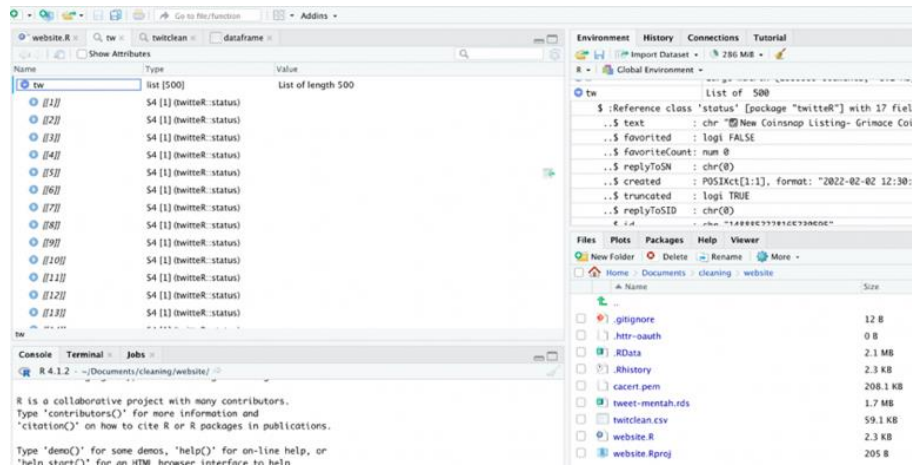 Go to file/function
Addins
website.R
tw
twitclean
dataframe
Show Attributes
Name Type Value
tw list [500] List of length 500
[[1]] S4 [1] (twitteR::status)
[[2]] S4 [1] (twitteR::status)
[[3]] S4 [1] (twitteR::status)
[[4]] S4 [1] (twitteR::status)
[[5]] S4 [1] (twitteR::status)
[[6]] S4 [1] (twitteR::status)
[[7]] S4 [1] (twitteR::status)
[[8]] S4 [1] (twitteR::status)
[[9]] S4 [1] (twitteR::status)
[[10]] S4 [1] (twitteR::status)
[[11]] S4 [1] (twitteR::status)
[[12]] S4 [1] (twitteR::status)
[[13]] S4 [1] (twitteR::status)
tw
Console Terminal Jobs
R 4.1.2 · ~/Documents/cleaning/website/
R is a collaborative project with many contributors.
Type 'contributors()' for more information and
'citation()' on how to cite R or R packages in publications.
Type 'demo()' for some demos, 'help()' for on-line help, or
'help.start()' for an HTML browser interface to help.
Environment History Connections Tutorial
Import Dataset 286 MiB
R Global Environment
tw List of 500
$ :Reference class 'status' [package "twitteR"] with 17 fiel
..$ text : chr "New Coinsnap Listing- Grimace Coi
..$ favorited : logi FALSE
..$ favoriteCount: num 0
..$ replyToSN : chr(0)
..$ created : POSIXct[1:1], format: "2022-02-02 12:30:
..$ truncated : logi TRUE
..$ replyToSID : chr(0)
Files Plots Packages Help Viewer
New Folder Delete Rename More
Home Documents cleaning website
Name Size
..
.gitignore 12 B
.httr-oauth 0 B
.RData 2.1 MB
.Rhistory 2.3 KB
cacert.pem 208.1 KB
tweet-mentah.rds 1.7 MB
twitclean.csv 59.1 KB
website.R 2.3 KB
website.Rproj 205 B